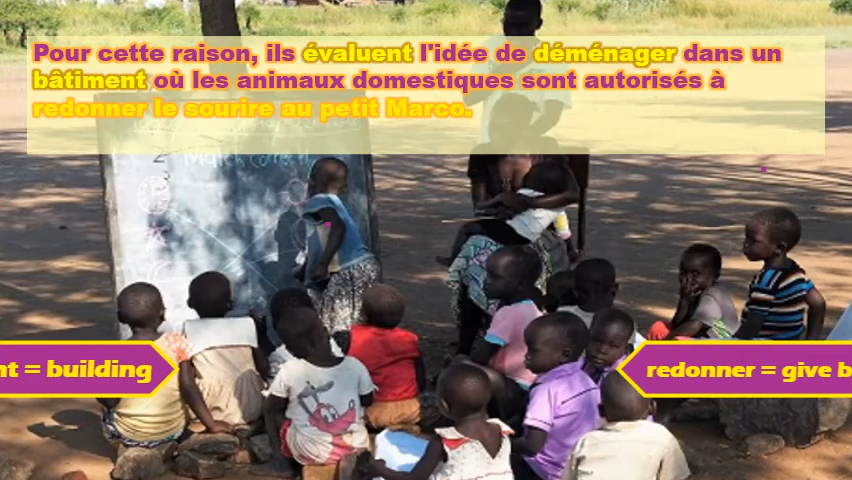 Pour cette raison, ils évaluent l'idée de déménager dans un
bâtiment où les animaux domestiques sont autorisés à
redonner le sourire au petit Marco.
nt = building
redonner = give b